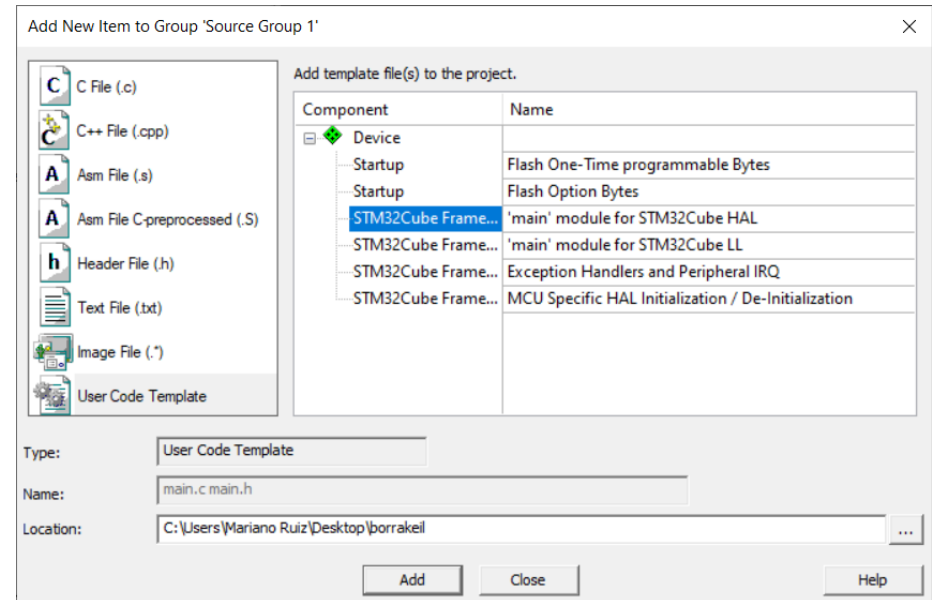 Add New Item to Group 'Source Group 1'
C File (.c)
C++ File (.cpp)
Asm File (.s)
Asm File C-preprocessed (.S)
Header File (.h)
Text File (.txt)
Image File (.*)
User Code Template
Add template file(s) to the project.
Component Name
Device
Startup Flash One-Time programmable Bytes
Startup Flash Option Bytes
STM32Cube Frame... 'main' module for STM32Cube HAL
STM32Cube Frame... 'main' module for STM32Cube LL
STM32Cube Frame... Exception Handlers and Peripheral IRQ
STM32Cube Frame... MCU Specific HAL Initialization / De-Initialization
Type: User Code Template
Name: main.c main.h
Location: C:\Users\Mariano Ruiz\Desktop\borrakeil ...
Add Close Help